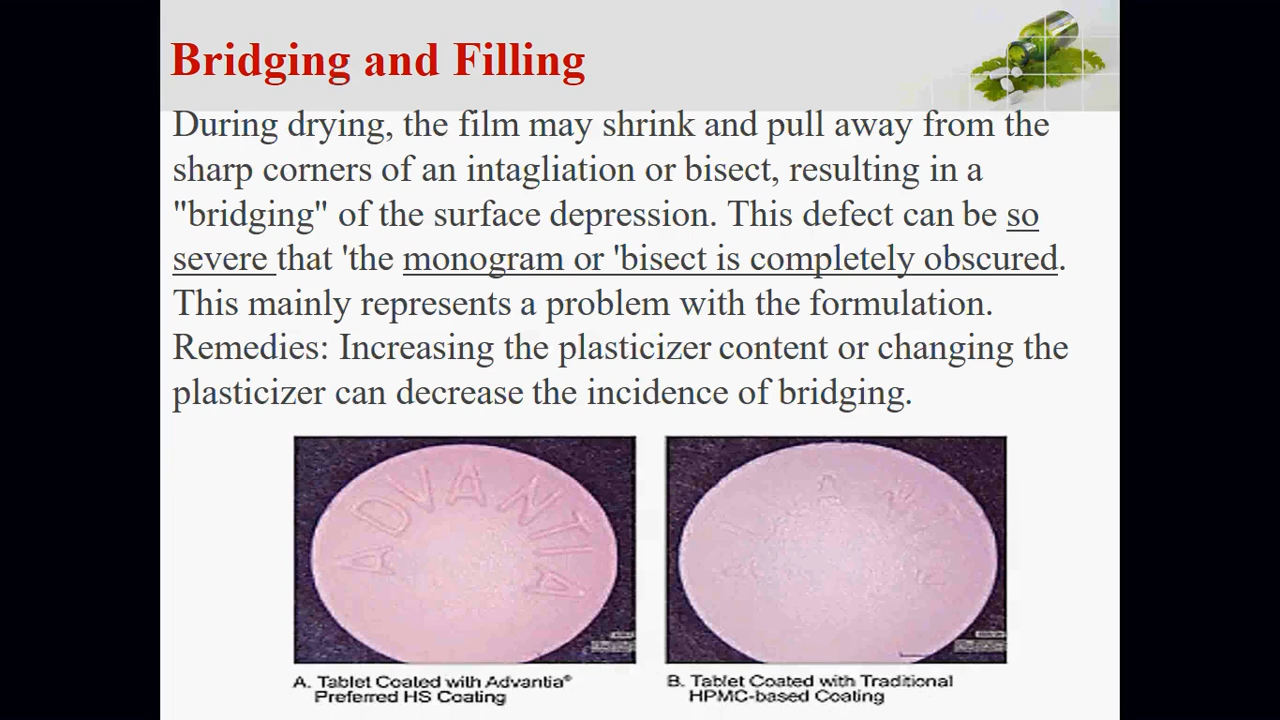 Bridging and Filling
During drying, the film may shrink and pull away from the
sharp corners of an intagliation or bisect, resulting in a
"bridging" of the surface depression. This defect can be so
severe that 'the monogram or 'bisect is completely obscured.
This mainly represents a problem with the formulation.
Remedies: Increasing the plasticizer content or changing the
plasticizer can decrease the incidence of bridging.
ADVANTIA
A. Tablet Coated with Advantia®
Preferred HS Coating
B. Tablet Coated with Traditional
HPMC-based Coating